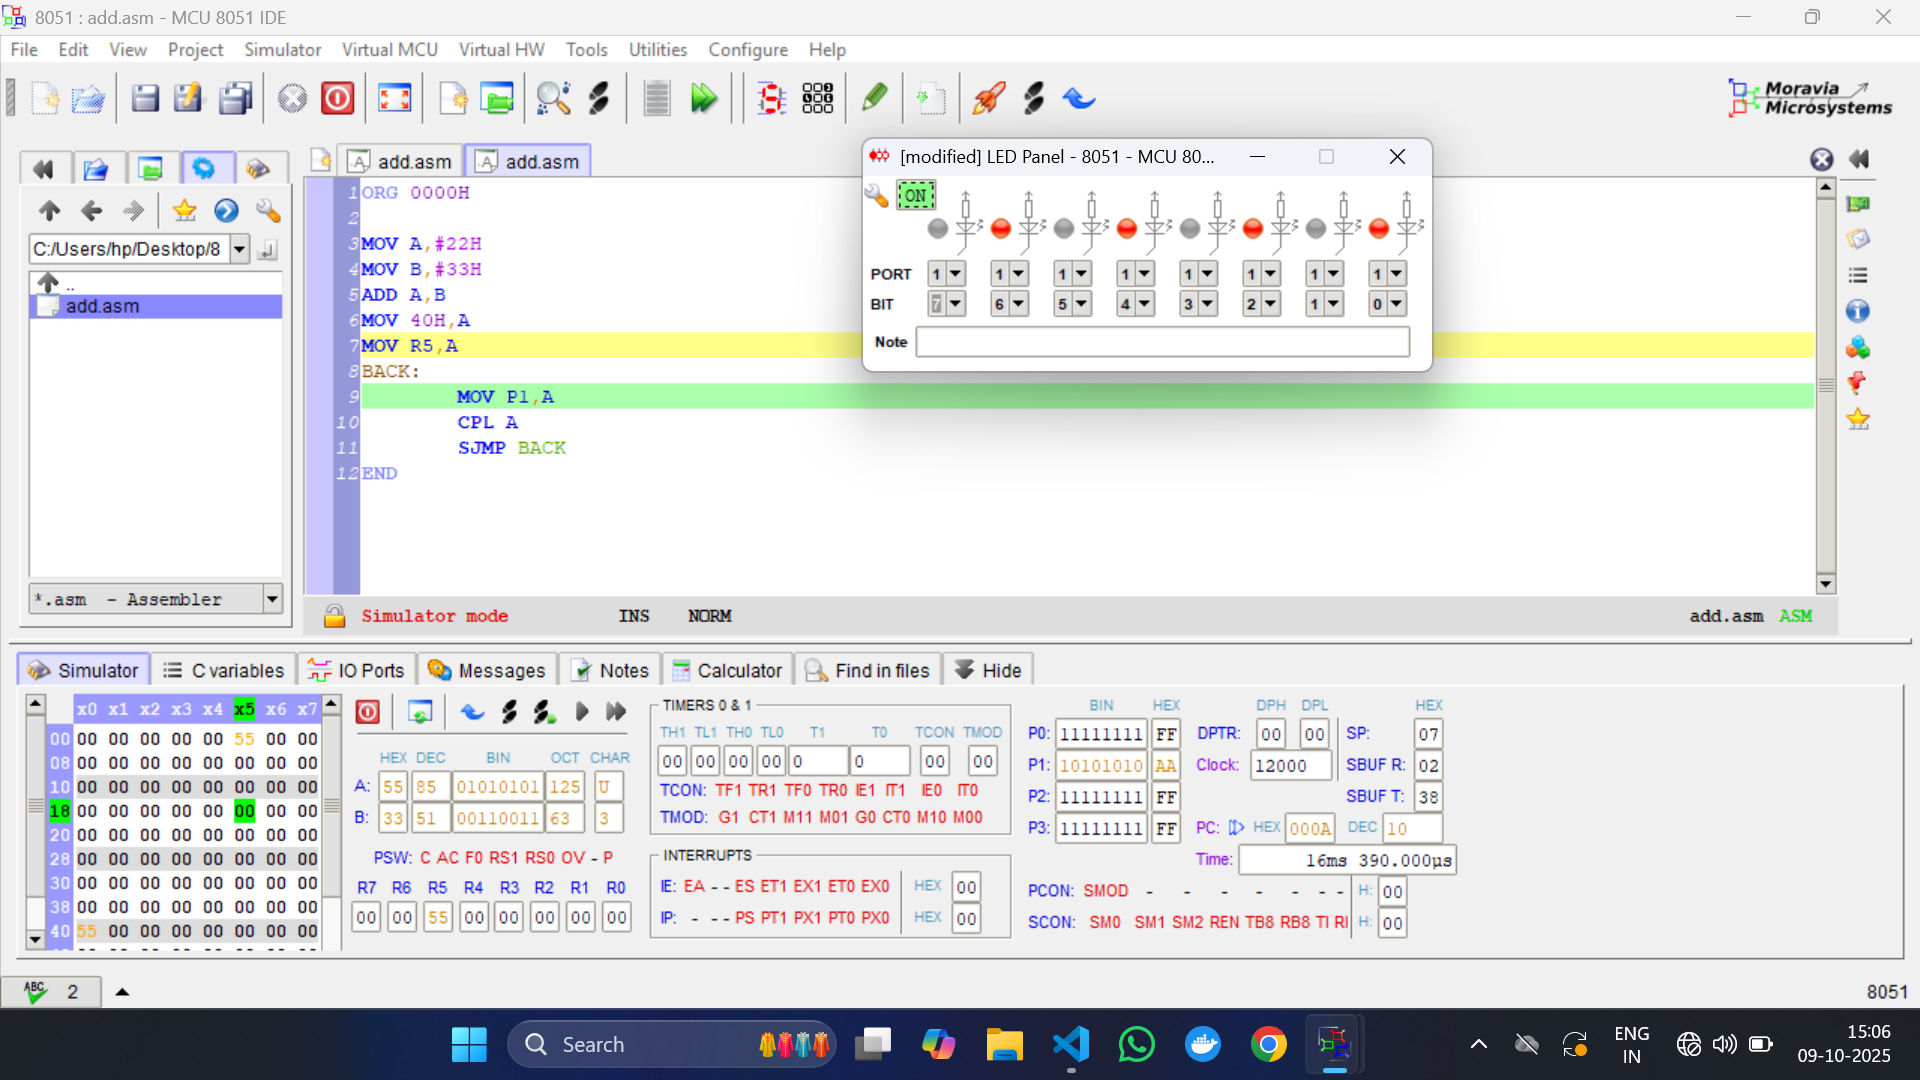 8051 : add.asm - MCU 8051 IDE
File Edit View Project Simulator Virtual MCU Virtual HW Tools Utilities Configure Help
Moravia
Microsystems
add.asm add.asm
[modified] LED Panel - 8051 - MCU 80...
ON
PORT 1 1 1 1 1 1 1 1
BIT 7 6 5 4 3 2 1 0
Note
C:/Users/hp/Desktop/8
..
add.asm
*.asm - Assembler
1 ORG 0000H
2
3 MOV A,#22H
4 MOV B,#33H
5 ADD A,B
6 MOV 40H,A
7 MOV R5,A
8 BACK:
9 MOV P1,A
10 CPL A
11 SJMP BACK
12 END
Simulator mode INS NORM add.asm ASM
Simulator C variables IO Ports Messages Notes Calculator Find in files Hide
x0 x1 x2 x3 x4 x5 x6 x7
00 00 00 00 00 00 55 00 00
08 00 00 00 00 00 00 00 00
10 00 00 00 00 00 00 00 00
18 00 00 00 00 00 00 00 00
20 00 00 00 00 00 00 00 00
28 00 00 00 00 00 00 00 00
30 00 00 00 00 00 00 00 00
38 00 00 00 00 00 00 00 00
40 55 00 00 00 00 00 00 00
HEX DEC BIN OCT CHAR
A: 55 85 01010101 125 U
B: 33 51 00110011 63 3
PSW: C AC F0 RS1 RS0 OV - P
R7 R6 R5 R4 R3 R2 R1 R0
00 00 55 00 00 00 00 00
TIMERS 0 & 1
TH1 TL1 TH0 TL0 T1 T0 TCON TMOD
00 00 00 00 0 0 00 00
TCON: TF1 TR1 TF0 TR0 IE1 IT1 IE0 IT0
TMOD: G1 CT1 M11 M01 G0 CT0 M10 M00
INTERRUPTS
IE: EA - - ES ET1 EX1 ET0 EX0 HEX 00
IP: - - - PS PT1 PX1 PT0 PX0 HEX 00
BIN HEX
P0: 11111111 FF
P1: 10101010 AA
P2: 11111111 FF
P3: 11111111 FF
DPH DPL HEX
DPTR: 00 00 SP: 07
Clock: 12000 SBUF R: 02
SBUF T: 38
PC: HEX 000A DEC 10
Time: 16ms 390.000µs
PCON: SMOD - - - - - - - H: 00
SCON: SM0 SM1 SM2 REN TB8 RB8 TI RI H: 00
ABC 2
8051
Search
ENG
IN
15:06
09-10-2025